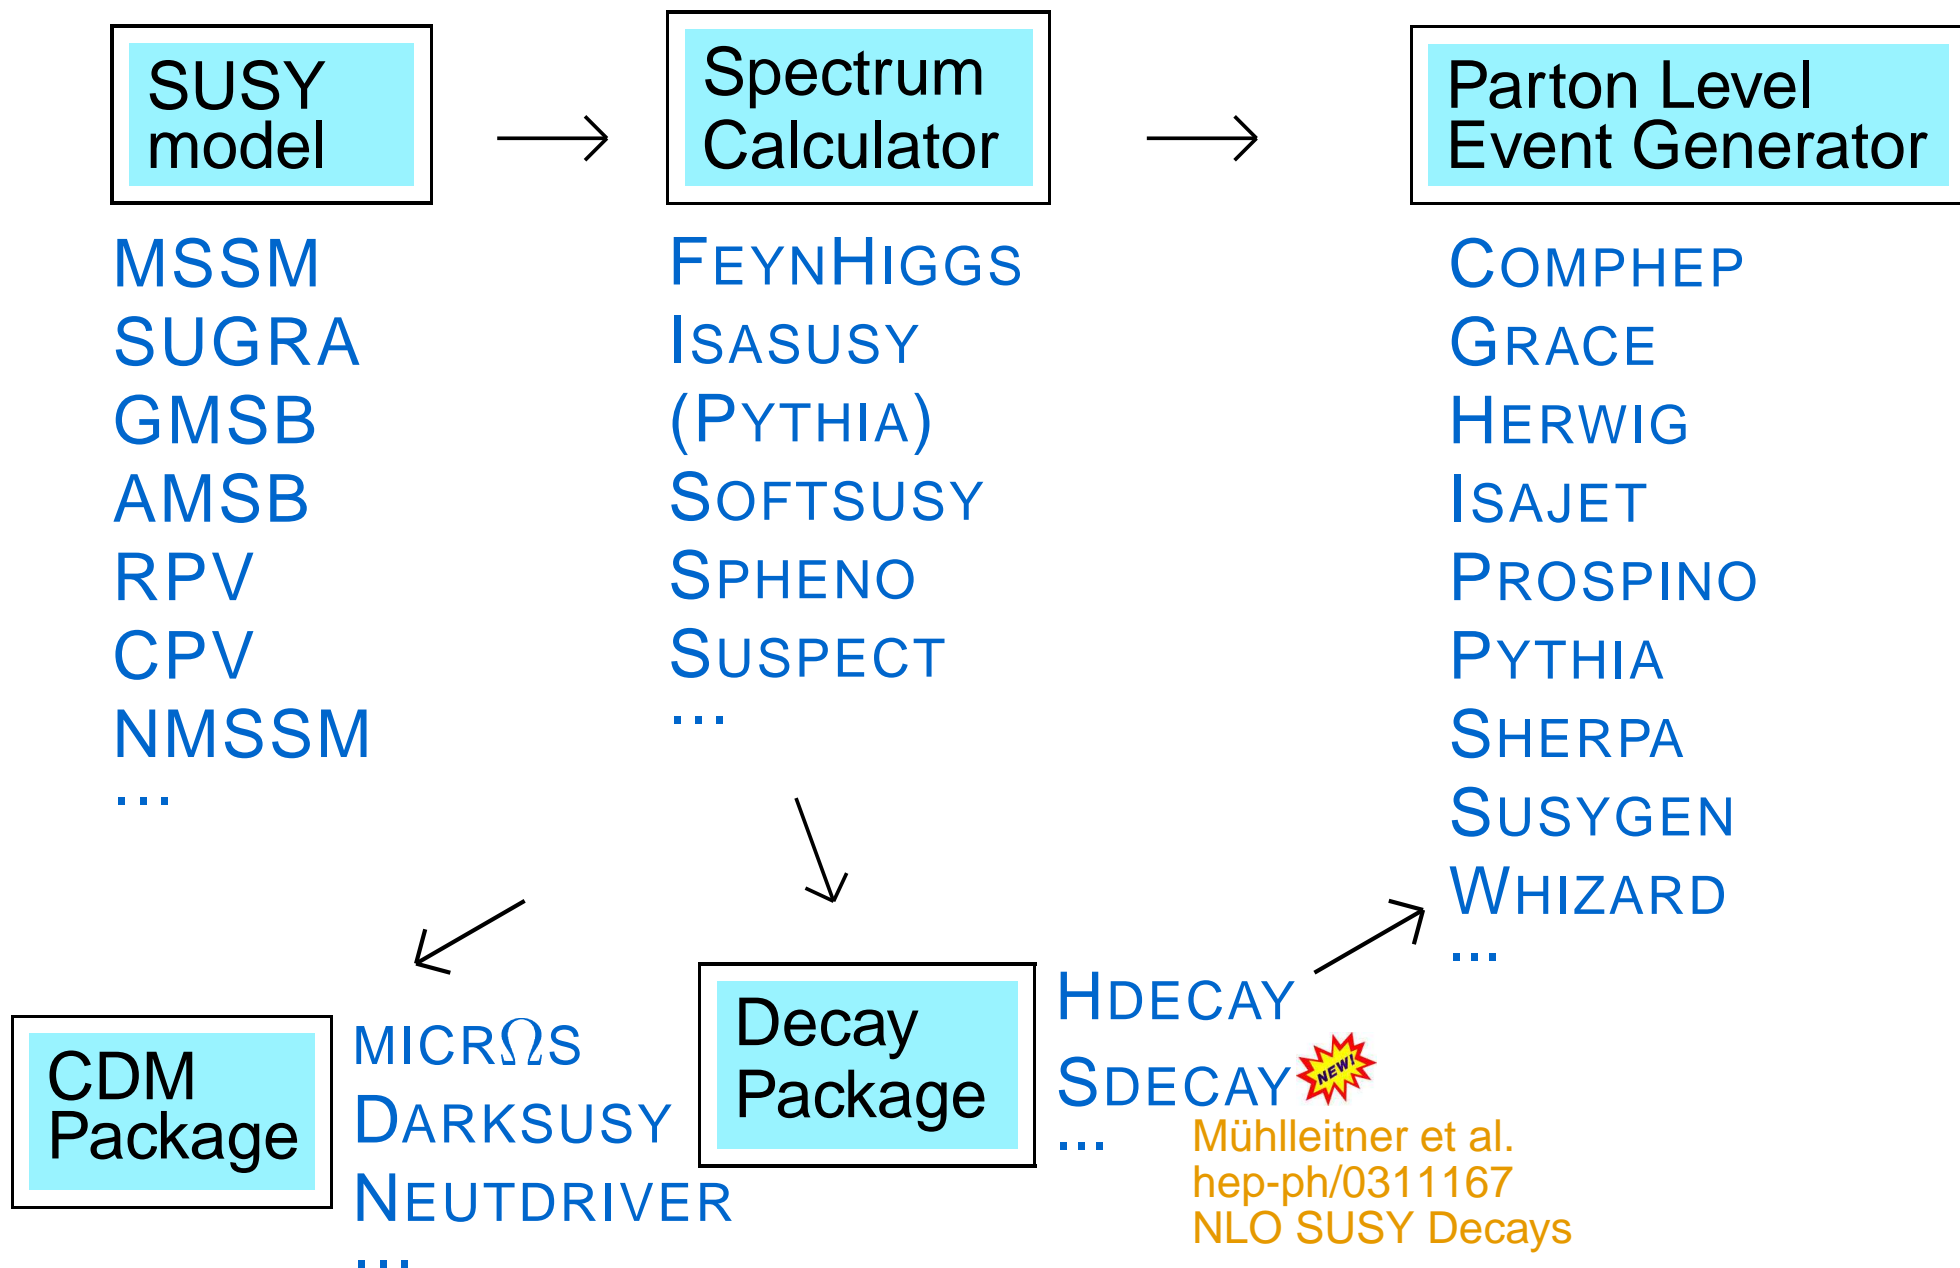 SUSY
model
Spectrum
Calculator
Parton Level
Event Generator
MSSM
SUGRA
GMSB
AMSB
RPV
CPV
NMSSM
...
FEYNHIGGS
ISASUSY
(PYTHIA)
SOFTSUSY
SPHENO
SUSPECT
...
COMPHEP
GRACE
HERWIG
ISAJET
PROSPINO
PYTHIA
SHERPA
SUSYGEN
WHIZARD
...
CDM
Package
MICRΩS
DARKSUSY
NEUTDRIVER
...
Decay
Package
HDECAY
SDECAY NEW!
...
Mühlleitner et al.
hep-ph/0311167
NLO SUSY Decays